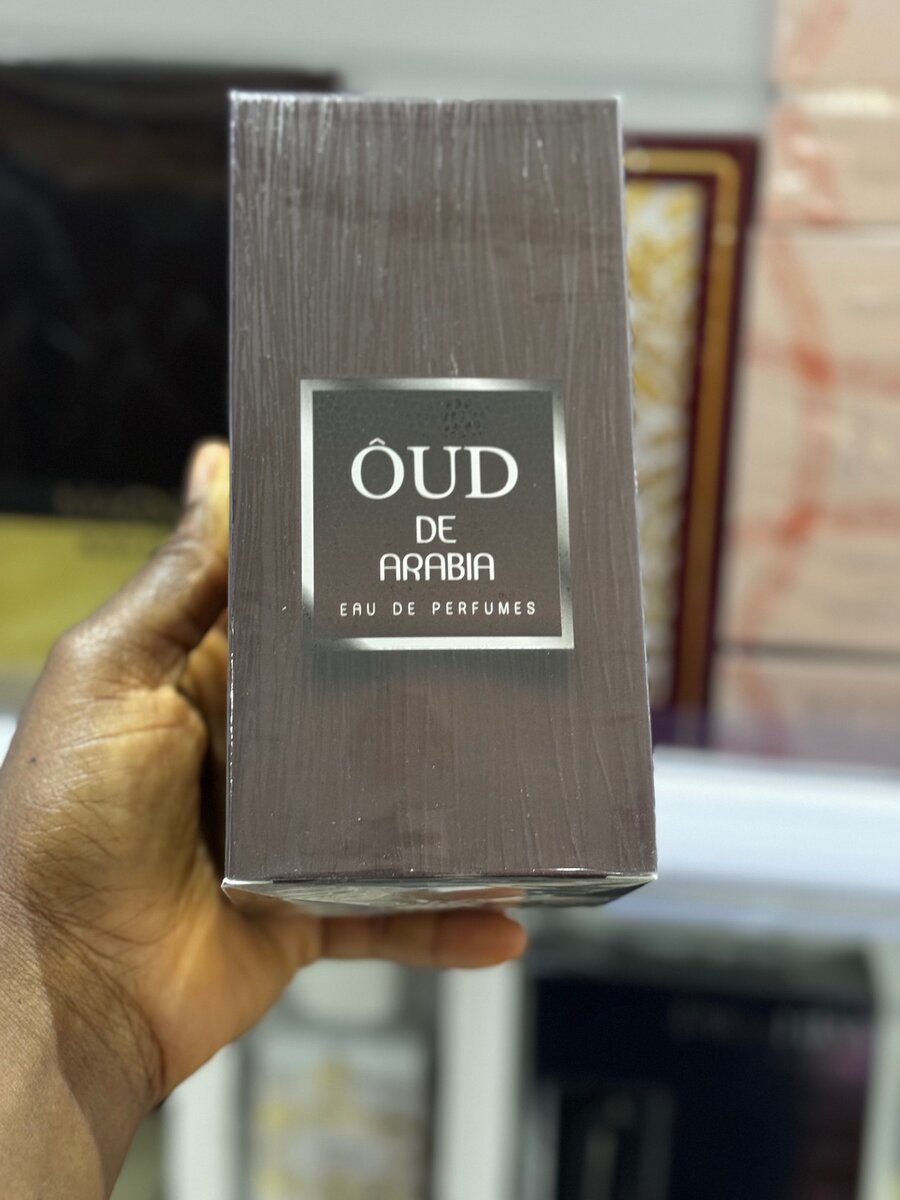 ÔUD
DE
ARABIA
EAU DE PERFUMES